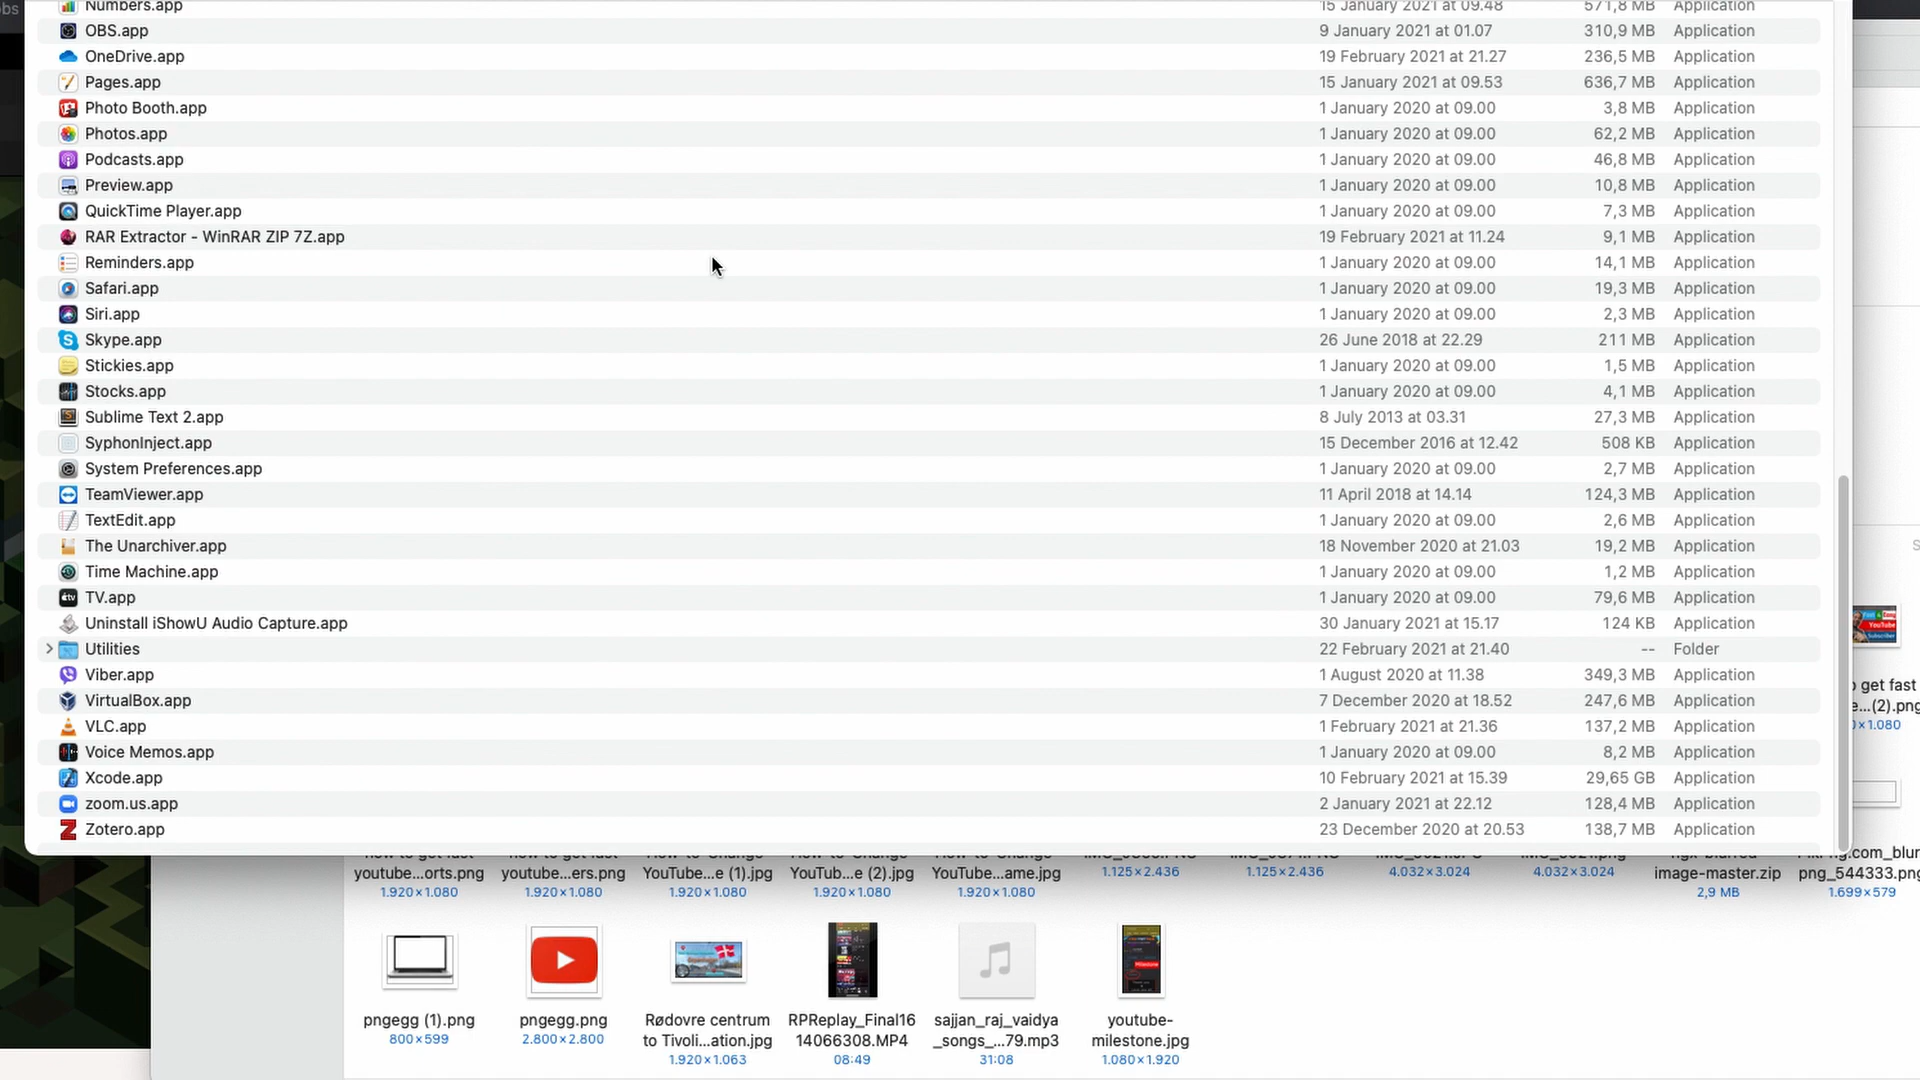 bs
Numbers.app 15 January 2021 at 09.48 571,8 MB Application
OBS.app 9 January 2021 at 01.07 310,9 MB Application
OneDrive.app 19 February 2021 at 21.27 236,5 MB Application
Pages.app 15 January 2021 at 09.53 636,7 MB Application
Photo Booth.app 1 January 2020 at 09.00 3,8 MB Application
Photos.app 1 January 2020 at 09.00 62,2 MB Application
Podcasts.app 1 January 2020 at 09.00 46,8 MB Application
Preview.app 1 January 2020 at 09.00 10,8 MB Application
QuickTime Player.app 1 January 2020 at 09.00 7,3 MB Application
RAR Extractor - WinRAR ZIP 7Z.app 19 February 2021 at 11.24 9,1 MB Application
Reminders.app 1 January 2020 at 09.00 14,1 MB Application
Safari.app 1 January 2020 at 09.00 19,3 MB Application
Siri.app 1 January 2020 at 09.00 2,3 MB Application
Skype.app 26 June 2018 at 22.29 211 MB Application
Stickies.app 1 January 2020 at 09.00 1,5 MB Application
Stocks.app 1 January 2020 at 09.00 4,1 MB Application
Sublime Text 2.app 8 July 2013 at 03.31 27,3 MB Application
SyphonInject.app 15 December 2016 at 12.42 508 KB Application
System Preferences.app 1 January 2020 at 09.00 2,7 MB Application
TeamViewer.app 11 April 2018 at 14.14 124,3 MB Application
TextEdit.app 1 January 2020 at 09.00 2,6 MB Application
The Unarchiver.app 18 November 2020 at 21.03 19,2 MB Application
Time Machine.app 1 January 2020 at 09.00 1,2 MB Application
TV.app 1 January 2020 at 09.00 79,6 MB Application
Uninstall iShowU Audio Capture.app 30 January 2021 at 15.17 124 KB Application
Utilities 22 February 2021 at 21.40 -- Folder
Viber.app 1 August 2020 at 11.38 349,3 MB Application
VirtualBox.app 7 December 2020 at 18.52 247,6 MB Application
VLC.app 1 February 2021 at 21.36 137,2 MB Application
Voice Memos.app 1 January 2020 at 09.00 8,2 MB Application
Xcode.app 10 February 2021 at 15.39 29,65 GB Application
zoom.us.app 2 January 2021 at 22.12 128,4 MB Application
Zotero.app 23 December 2020 at 20.53 138,7 MB Application
YouTube
Subscriber
o get fast
e...(2).png
0×1.080
youtube...orts.png youtube...ers.png YouTube...e (1).jpg YouTub...e (2).jpg YouTube...ame.jpg image-master.zip png_544333.png
1.920×1.080 1.920×1.080 1.920×1.080 1.920×1.080 1.920×1.080 1.125×2.436 1.125×2.436 4.032×3.024 4.032×3.024 2,9 MB 1.699×579
pngegg (1).png
800×599
pngegg.png
2.800×2.800
Rødovre centrum
to Tivoli...ation.jpg
1.920×1.063
RPReplay_Final16
14066308.MP4
08:49
sajjan_raj_vaidya
_songs_...79.mp3
31:08
youtube-
milestone.jpg
1.080×1.920